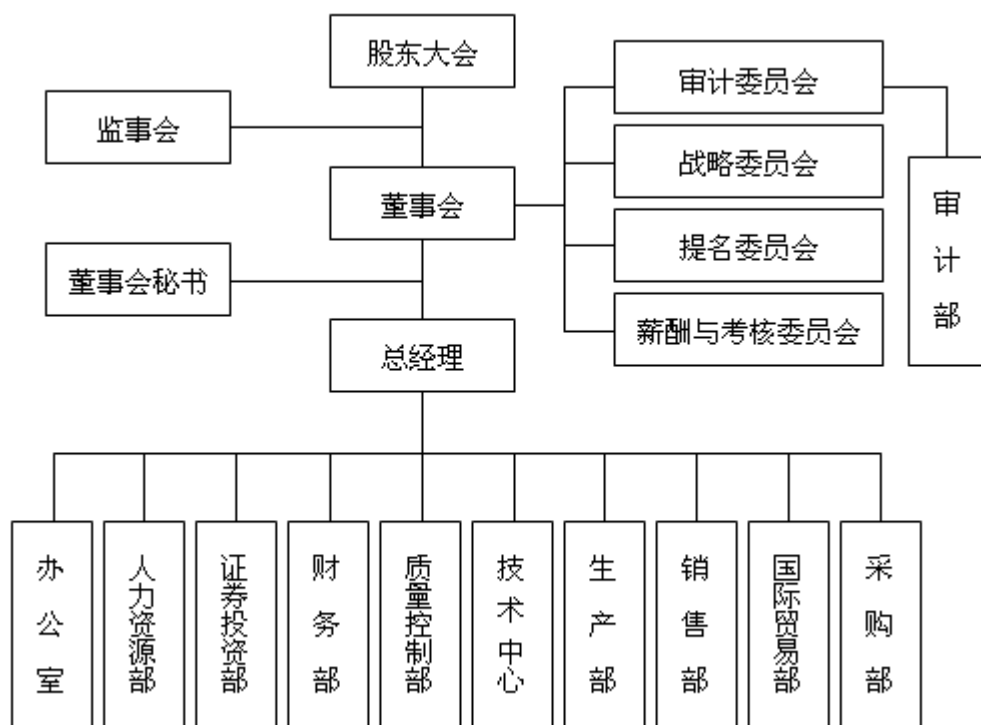 股东大会
审计委员会
监事会
战略委员会
董事会
审计部
提名委员会
董事会秘书
薪酬与考核委员会
总经理
办公室
人力资源部
证券投资部
财务部
质量控制部
技术中心
生产部
销售部
国际贸易部
采购部